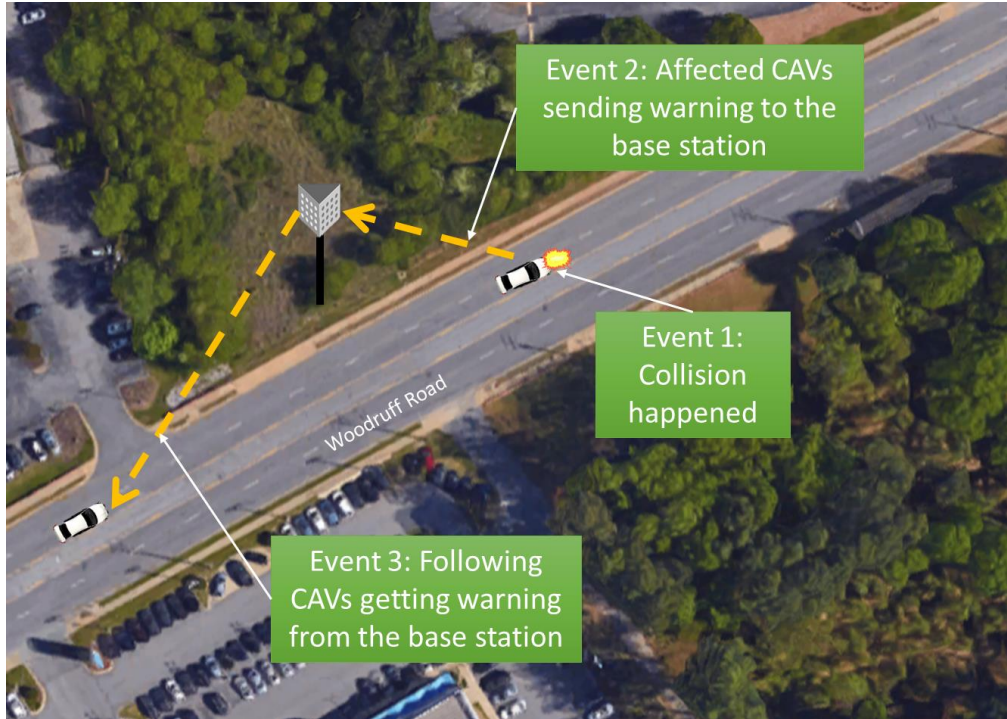 Event 2: Affected CAVs
sending warning to the
base station
Event 1:
Collision
happened
Woodruff Road
Event 3: Following
CAVs getting warning
from the base station